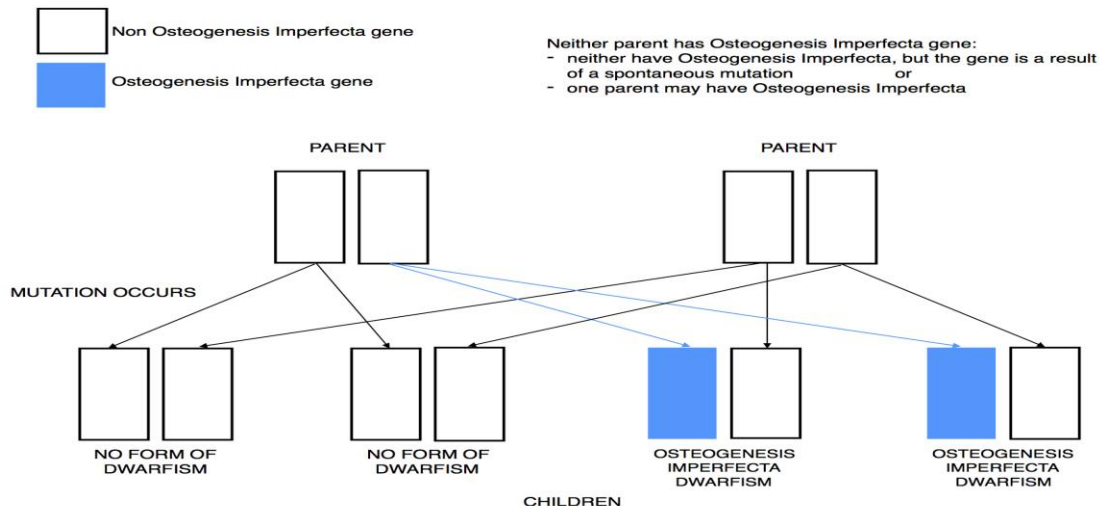 Non Osteogenesis Imperfecta gene
Osteogenesis Imperfecta gene
Neither parent has Osteogenesis Imperfecta gene:
- neither have Osteogenesis Imperfecta, but the gene is a result
of a spontaneous mutation or
- one parent may have Osteogenesis Imperfecta
PARENT
PARENT
MUTATION OCCURS
NO FORM OF
DWARFISM
NO FORM OF
DWARFISM
OSTEOGENESIS
IMPERFECTA
DWARFISM
OSTEOGENESIS
IMPERFECTA
DWARFISM
CHILDREN